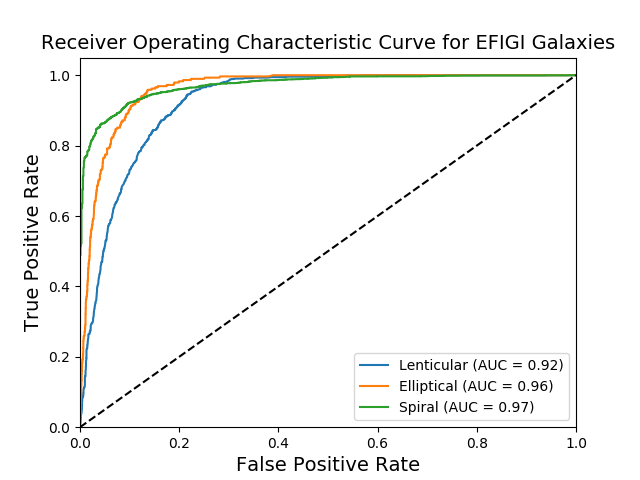 Receiver Operating Characteristic Curve for EFIGI Galaxies
True Positive Rate
1.0
0.8
0.6
0.4
0.2
0.0
0.0 0.2 0.4 0.6 0.8 1.0
False Positive Rate
Lenticular (AUC = 0.92)
Elliptical (AUC = 0.96)
Spiral (AUC = 0.97)